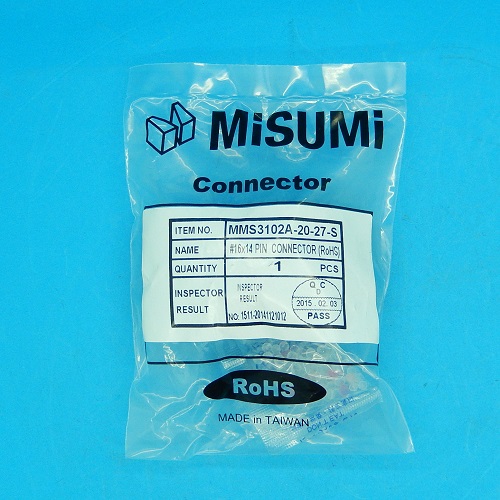 MiSUMi
Connector
ITEM NO. MMS3102A-20-27-S
NAME #16x14 PIN CONNECTOR (RoHS)
QUANTITY 1 PCS
INSPECTOR RESULT
INSPECTOR RESULT
NO: 1511-20141121012
Q C
D
2015.02.03
PASS
RoHS
MADE in TAIWAN